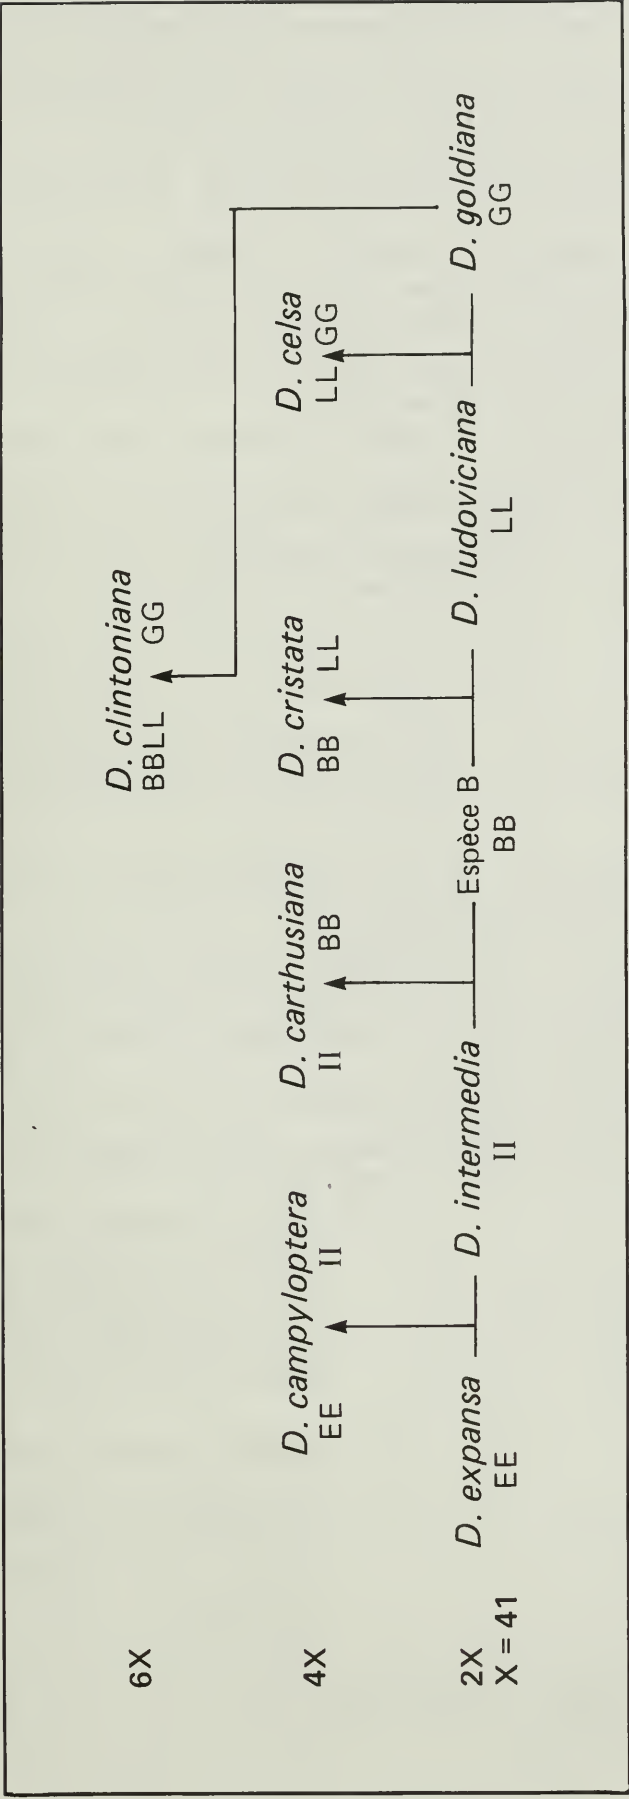 6X
D. clintoniana
BBLL GG
4X
D. campyloptera
EE II
D. carthusiana
II BB
D. cristata
BB LL
D. celsa
LL GG
2X
X = 41
D. expansa
EE
D. intermedia
II
Espèce B
BB
D. ludoviciana
LL
D. goldiana
GG